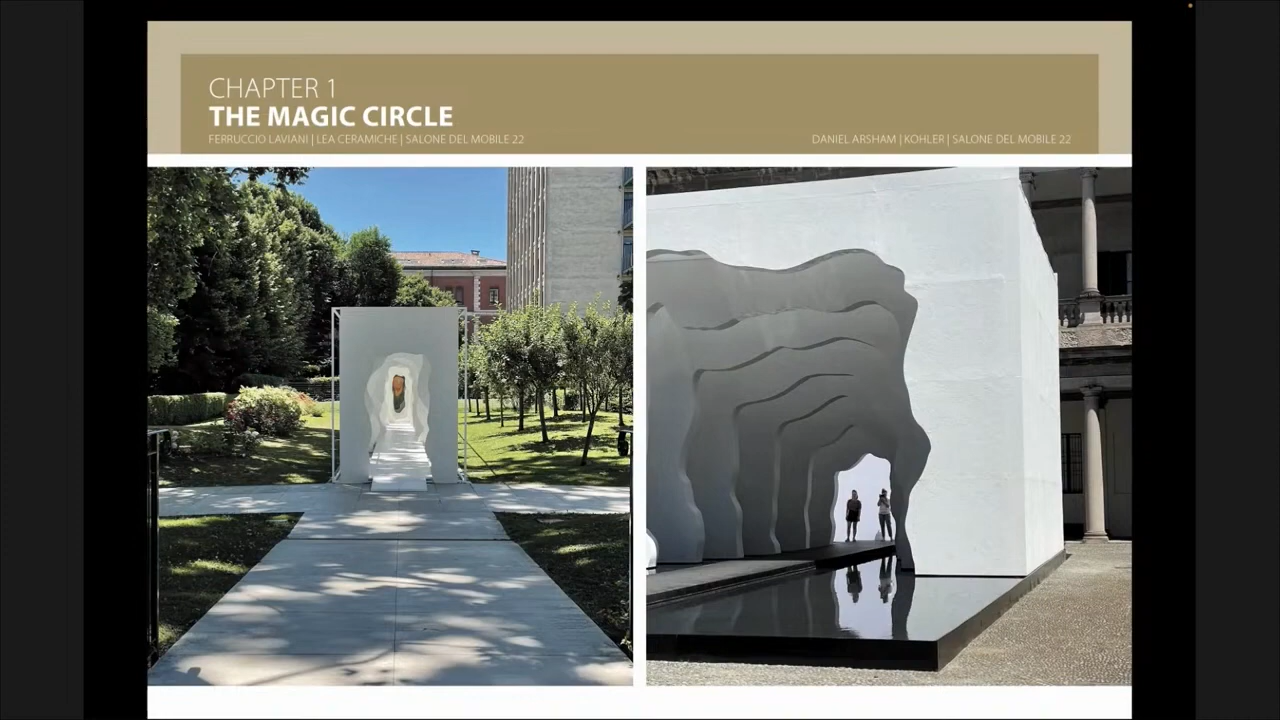 CHAPTER 1
THE MAGIC CIRCLE
FERRUCCIO LAVIANI | LEA CERAMICHE | SALONE DEL MOBILE 22
DANIEL ARSHAM | KOHLER | SALONE DEL MOBILE 22